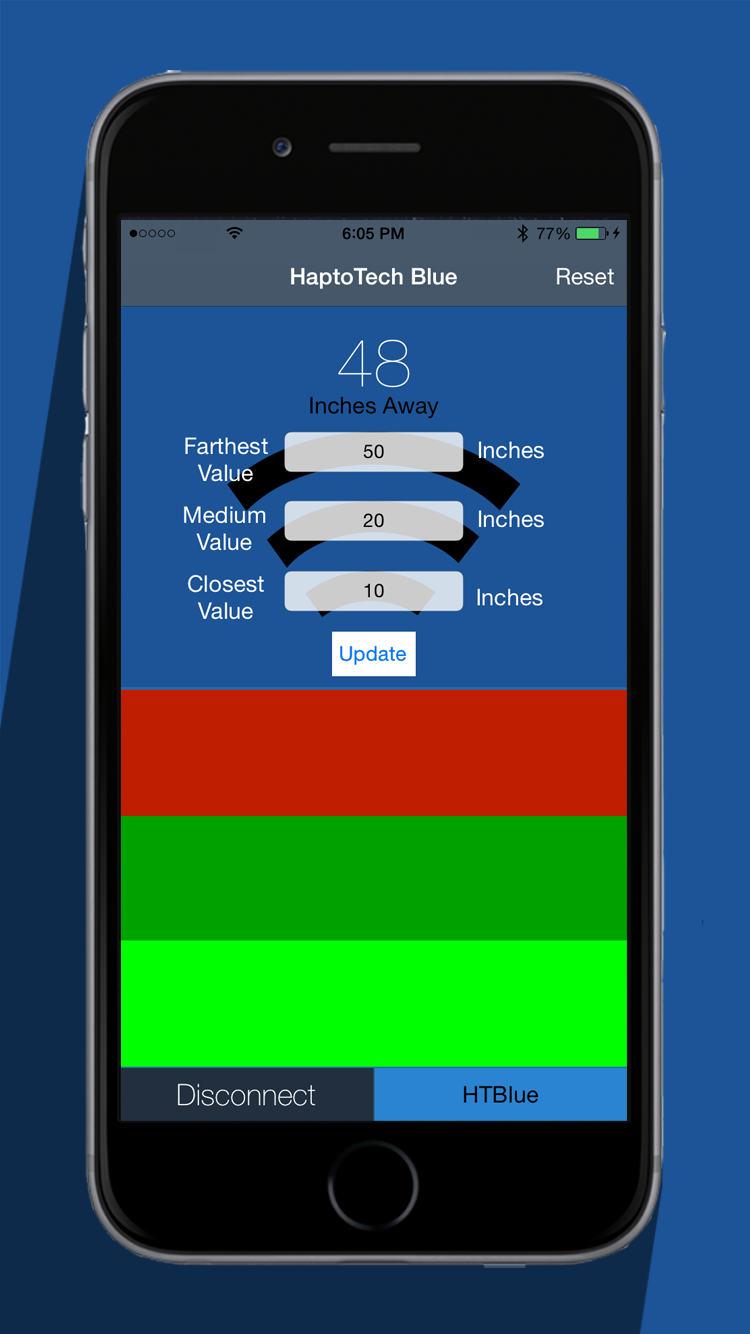 6:05 PM
77%
HaptoTech Blue
Reset
48
Inches Away
Farthest
Value
50
Inches
Medium
Value
20
Inches
Closest
Value
10
Inches
Update
Disconnect
HTBlue